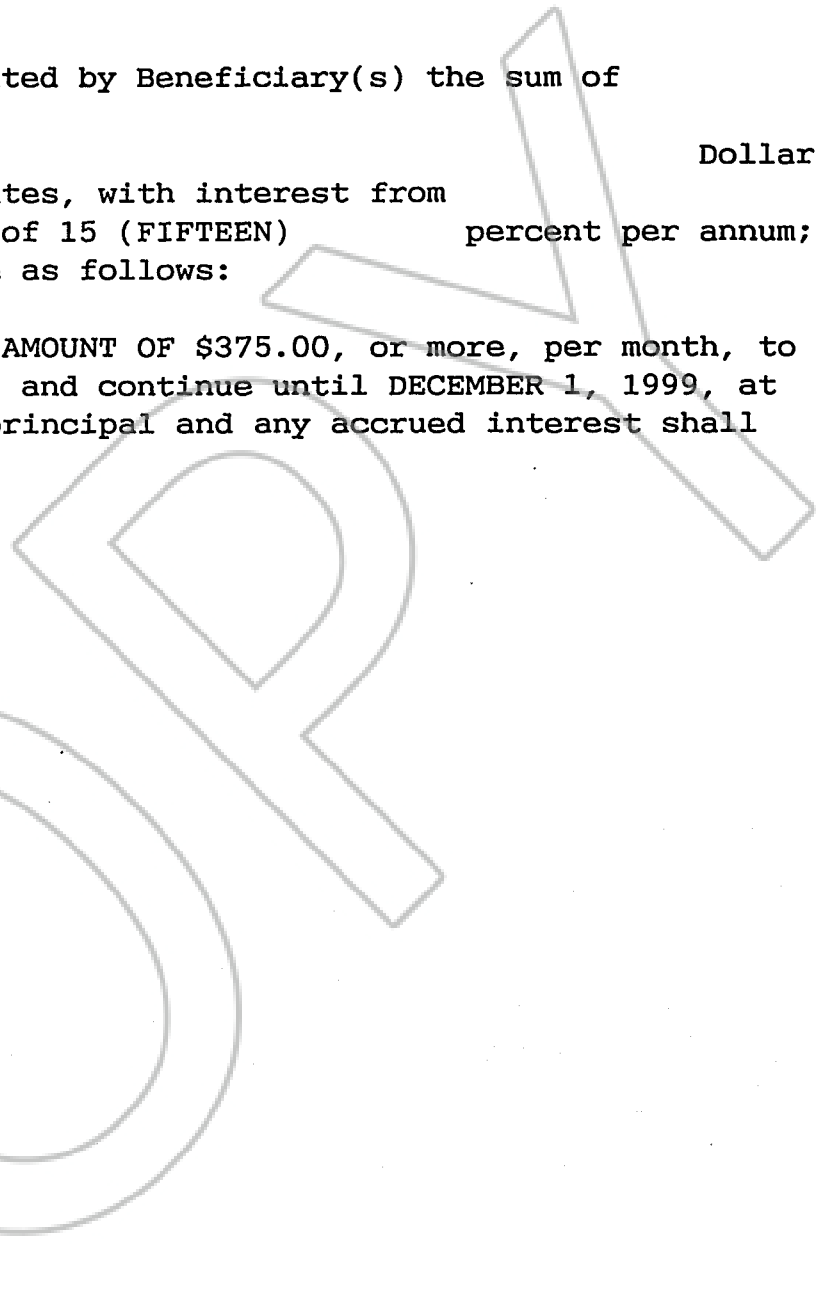 ted by Beneficiary(s) the sum of
Dollar
tes, with interest from
of 15 (FIFTEEN) percent per annum;
as follows:
AMOUNT OF $375.00, or more, per month, to
and continue until DECEMBER 1, 1999, at
rincipal and any accrued interest shall
OPY